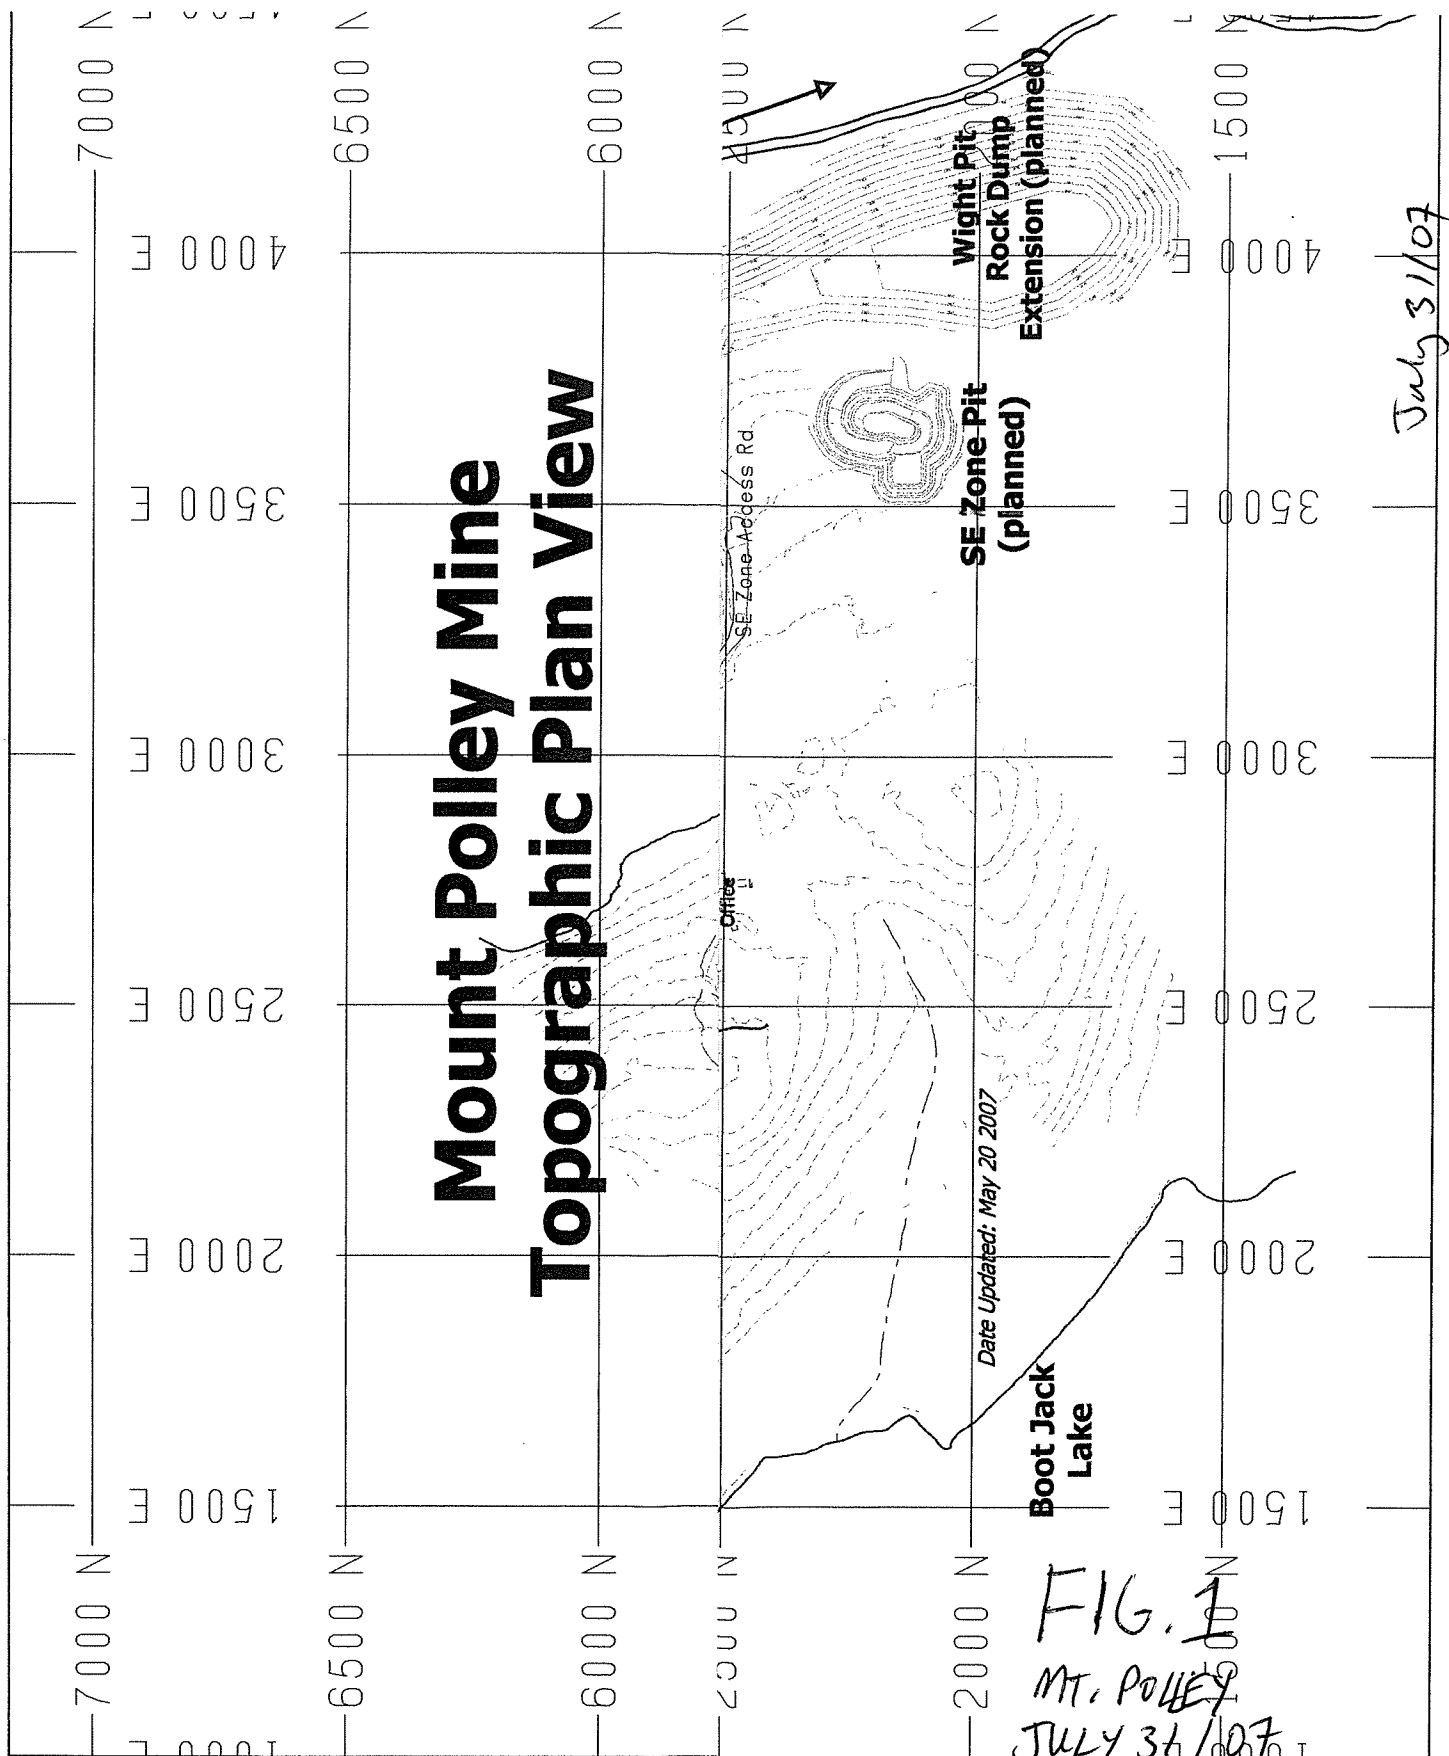 Mount Polley Mine
Topographic Plan View
7000 N
6500 N
6000 N
1500 N
4000 E
4000 E
3500 E
3500 E
3000 E
3000 E
2500 E
2500 E
2000 E
2000 E
1500 E
1500 E
7000 N
6500 N
6000 N
2500 N
2000 N
1500 N
Wight Pit
Rock Dump
Extension (planned)
SE Zone Access Rd.
SE Zone Pit
(planned)
Office
Date Updated: May 20 2007
Boot Jack
Lake
July 31/07
FIG. 1
MT. POLLEY
JULY 31/07